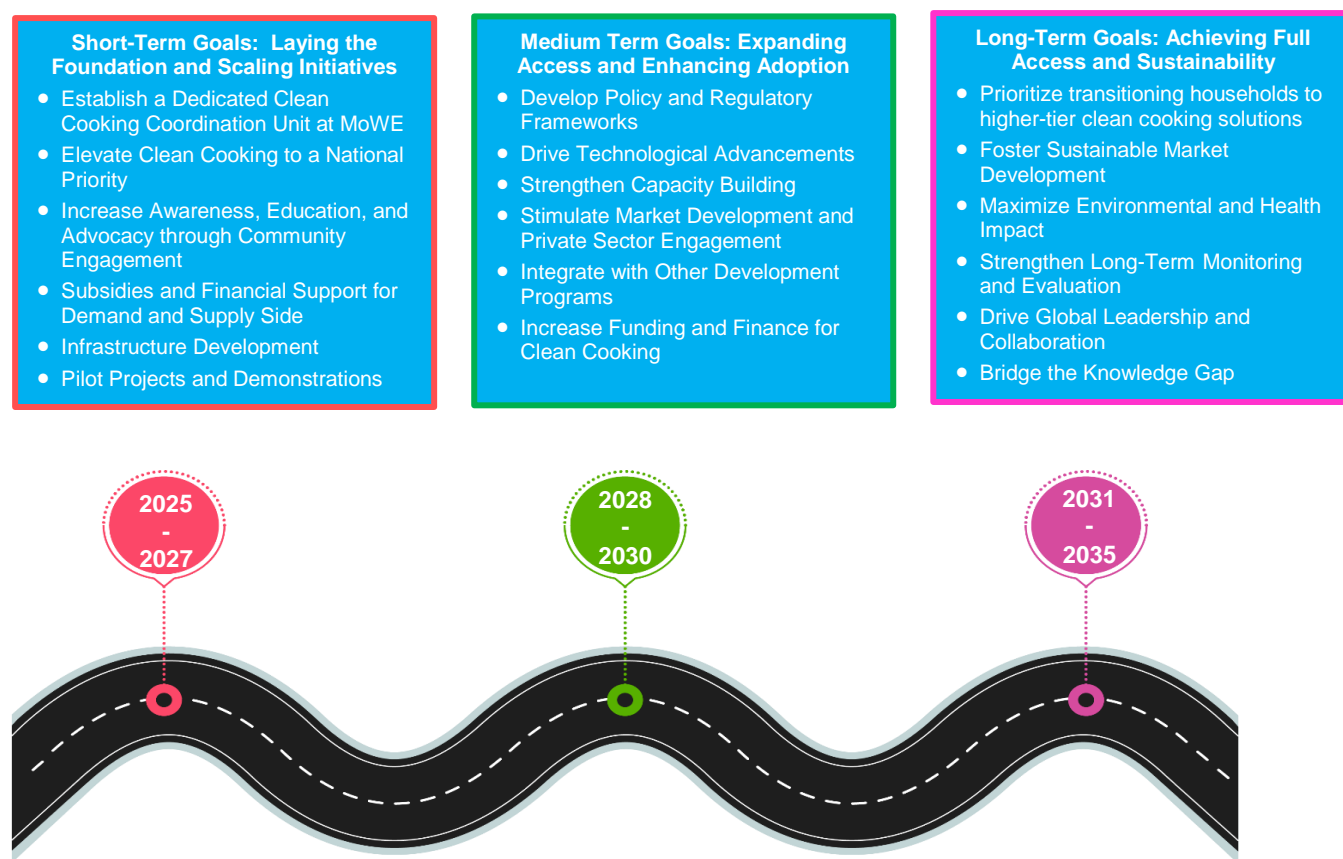 Short-Term Goals: Laying the
Foundation and Scaling Initiatives
• Establish a Dedicated Clean
Cooking Coordination Unit at MoWE
• Elevate Clean Cooking to a National
Priority
• Increase Awareness, Education, and
Advocacy through Community
Engagement
• Subsidies and Financial Support for
Demand and Supply Side
• Infrastructure Development
• Pilot Projects and Demonstrations
Medium Term Goals: Expanding
Access and Enhancing Adoption
• Develop Policy and Regulatory
Frameworks
• Drive Technological Advancements
• Strengthen Capacity Building
• Stimulate Market Development and
Private Sector Engagement
• Integrate with Other Development
Programs
• Increase Funding and Finance for
Clean Cooking
Long-Term Goals: Achieving Full
Access and Sustainability
• Prioritize transitioning households to
higher-tier clean cooking solutions
• Foster Sustainable Market
Development
• Maximize Environmental and Health
Impact
• Strengthen Long-Term Monitoring
and Evaluation
• Drive Global Leadership and
Collaboration
• Bridge the Knowledge Gap
2025
-
2027
2028
-
2030
2031
-
2035